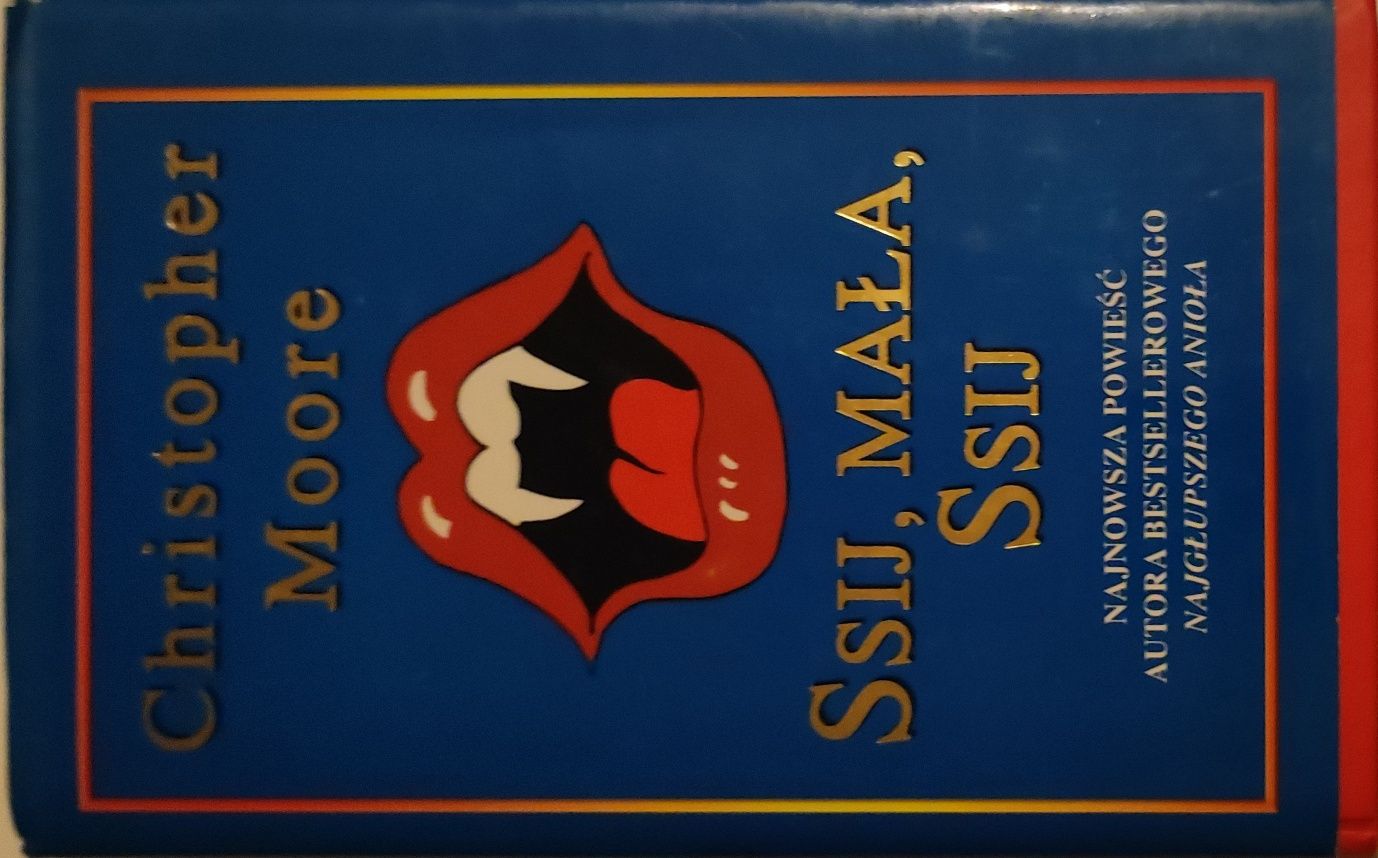 Christopher
Moore
SSIJ, MAŁA,
SSIJ
NAJNOWSZA POWIEŚĆ
AUTORA BESTSELLEROWEGO
NAJGŁUPSZEGO ANIOŁA